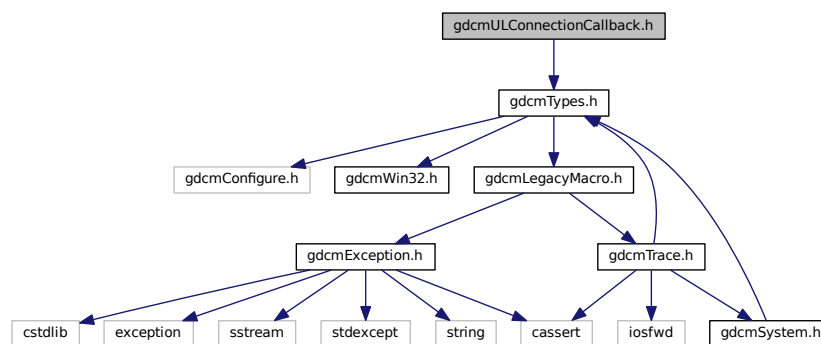 gdcmULConnectionCallback.h
gdcmTypes.h
gdcmConfigure.h
gdcmWin32.h
gdcmLegacyMacro.h
gdcmException.h
gdcmTrace.h
cstdlib
exception
sstream
stdexcept
string
cassert
iosfwd
gdcmSystem.h